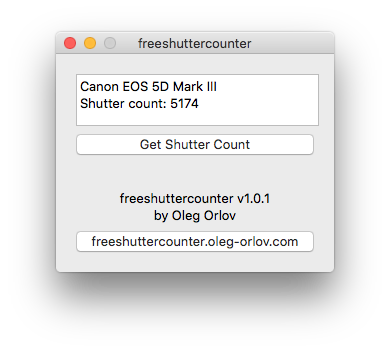 freeshuttercounter
Canon EOS 5D Mark III
Shutter count: 5174
Get Shutter Count
freeshuttercounter v1.0.1
by Oleg Orlov
freeshuttercounter.oleg-orlov.com